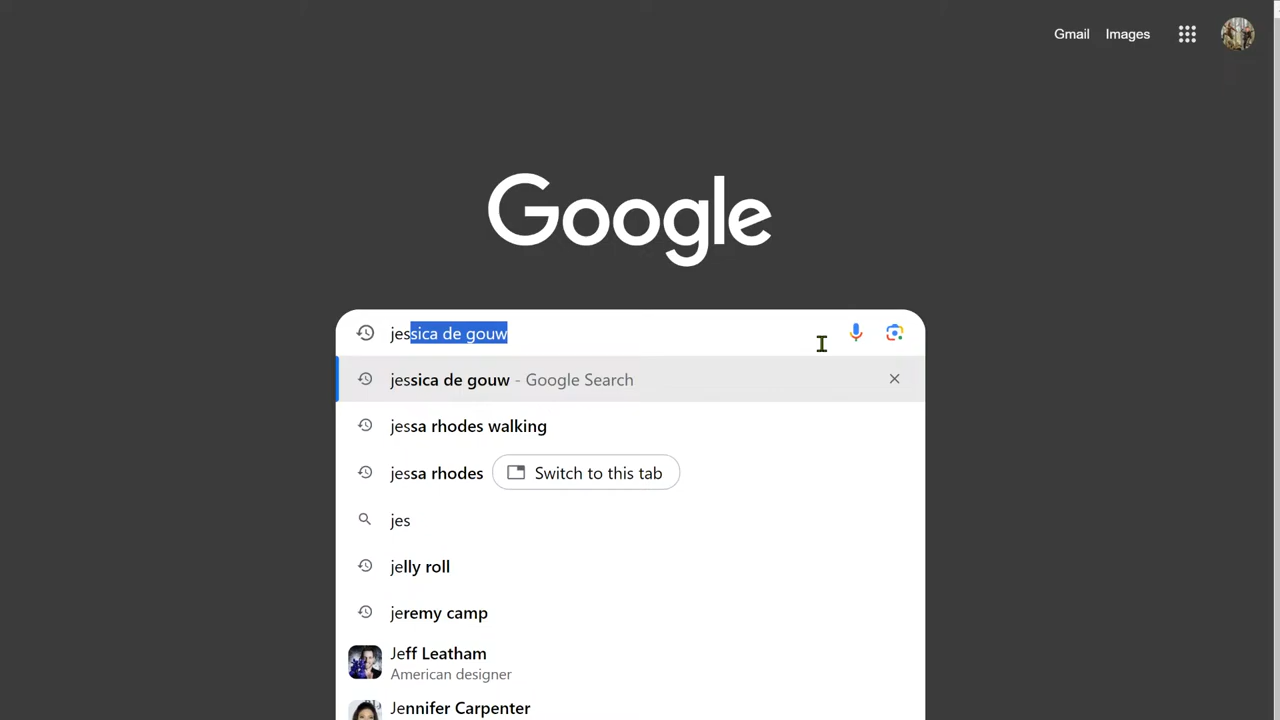 Gmail Images
Google
jessica de gouw
jessica de gouw - Google Search
jessa rhodes walking
jessa rhodes Switch to this tab
jes
jelly roll
jeremy camp
Jeff Leatham
American designer
Jennifer Carpenter